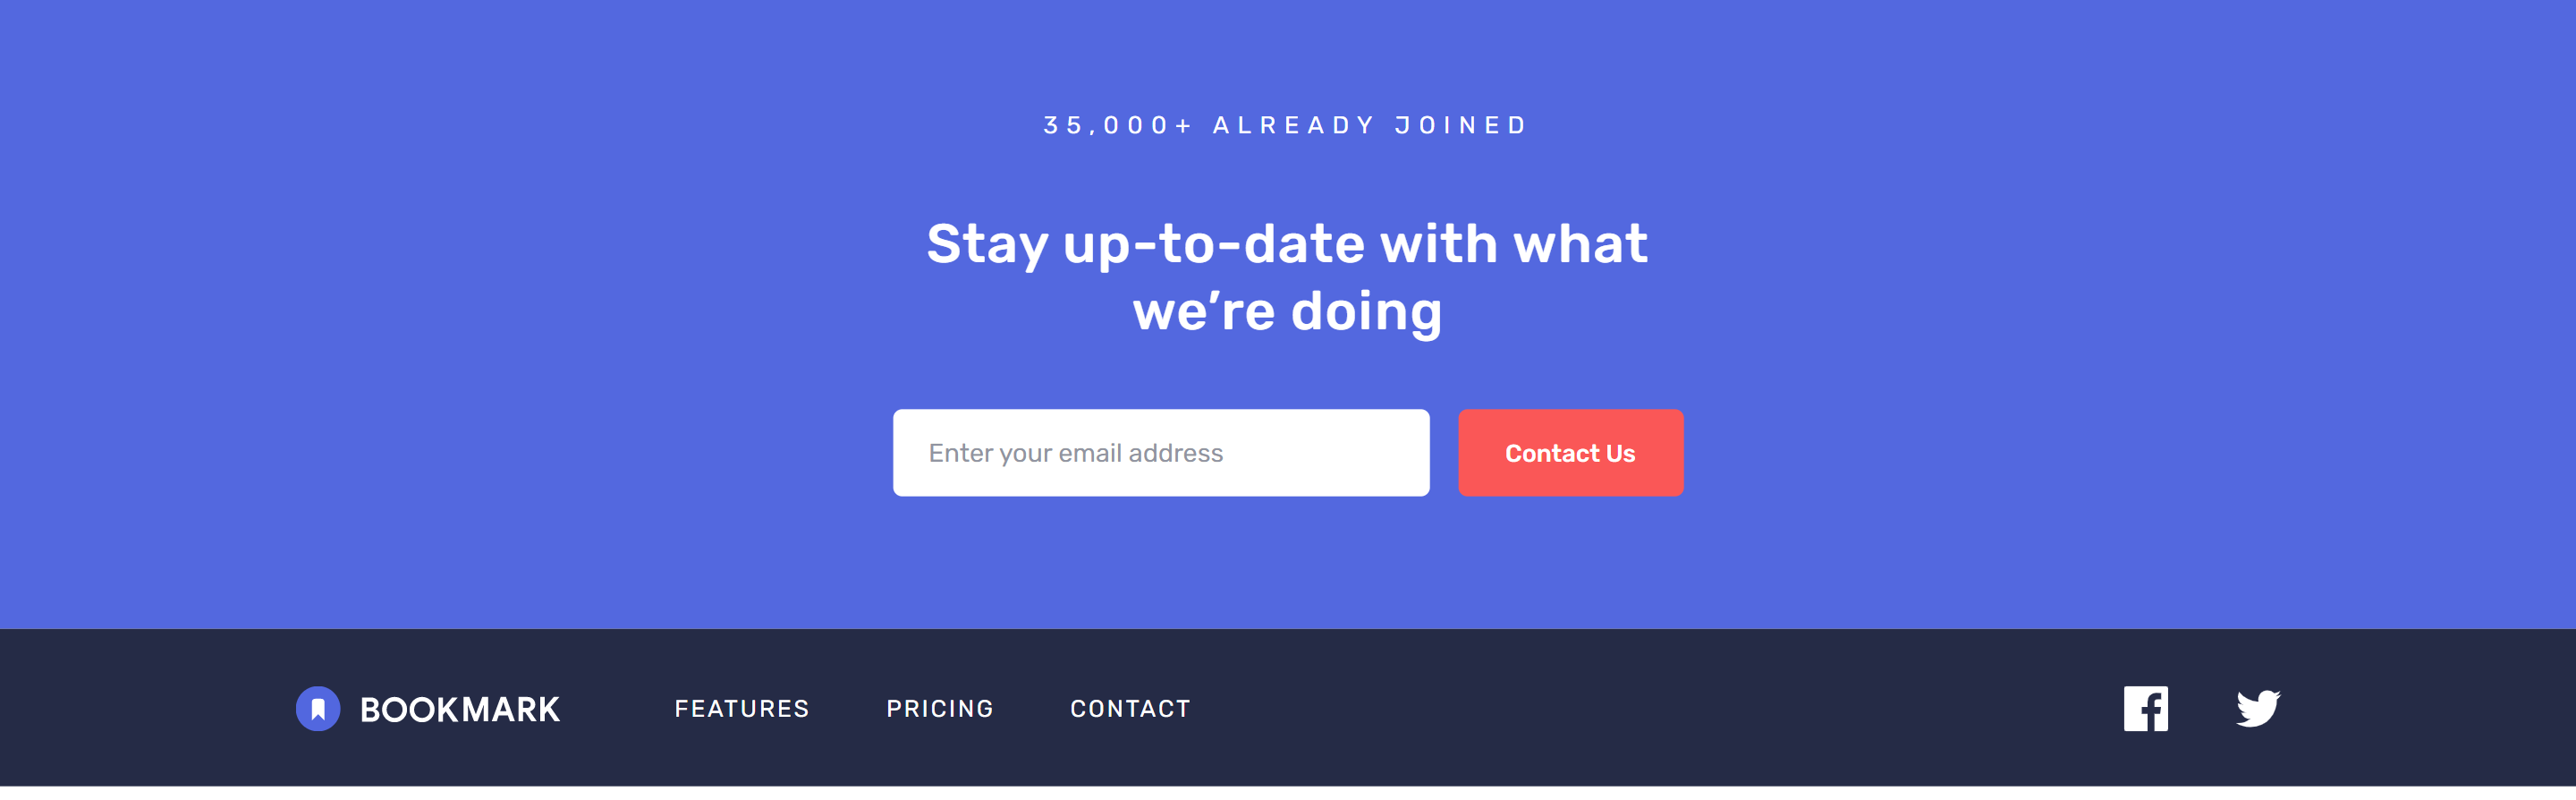 35,000+ ALREADY JOINED
Stay up-to-date with what
we’re doing
Enter your email address
Contact Us
BOOKMARK
FEATURES
PRICING
CONTACT